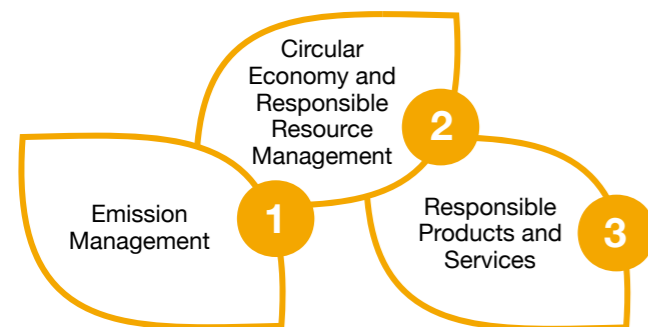 Emission
Management
1
Circular
Economy and
Responsible
Resource
Management
2
Responsible
Products and
Services
3